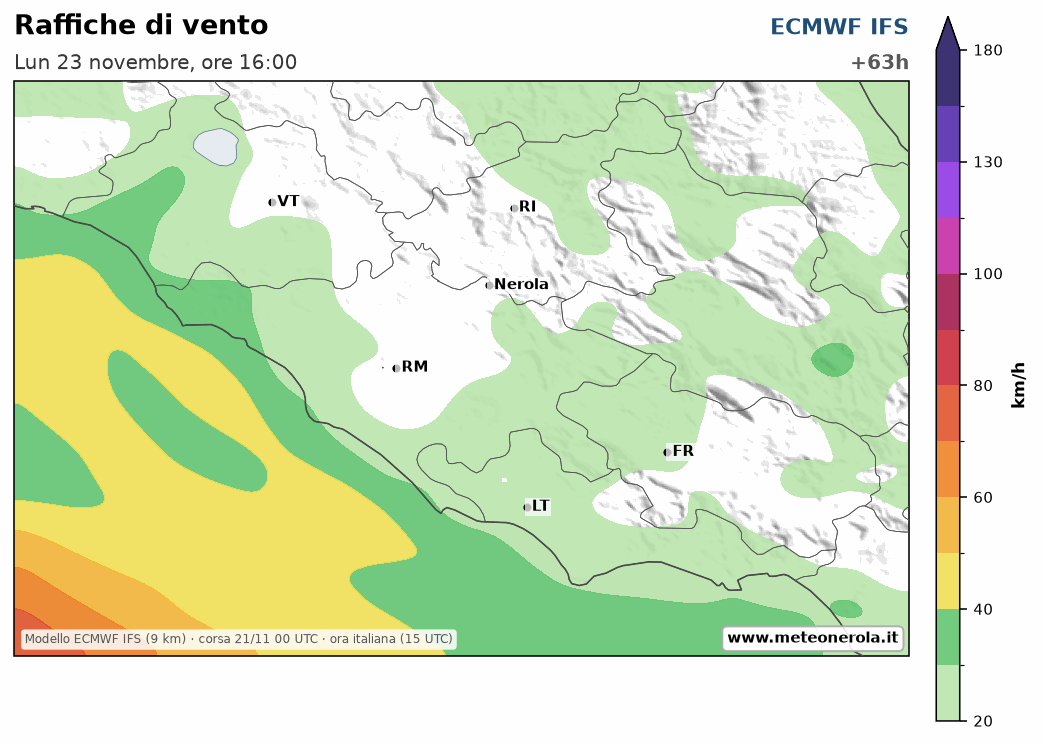 Raffiche di vento
ECMWF IFS
Lun 23 novembre, ore 16:00
+63h
180
130
100
80
60
40
20
km/h
VT
RI
Nerola
RM
FR
LT
Modello ECMWF IFS (9 km) · corsa 21/11 00 UTC · ora italiana (15 UTC)
www.meteonerola.it